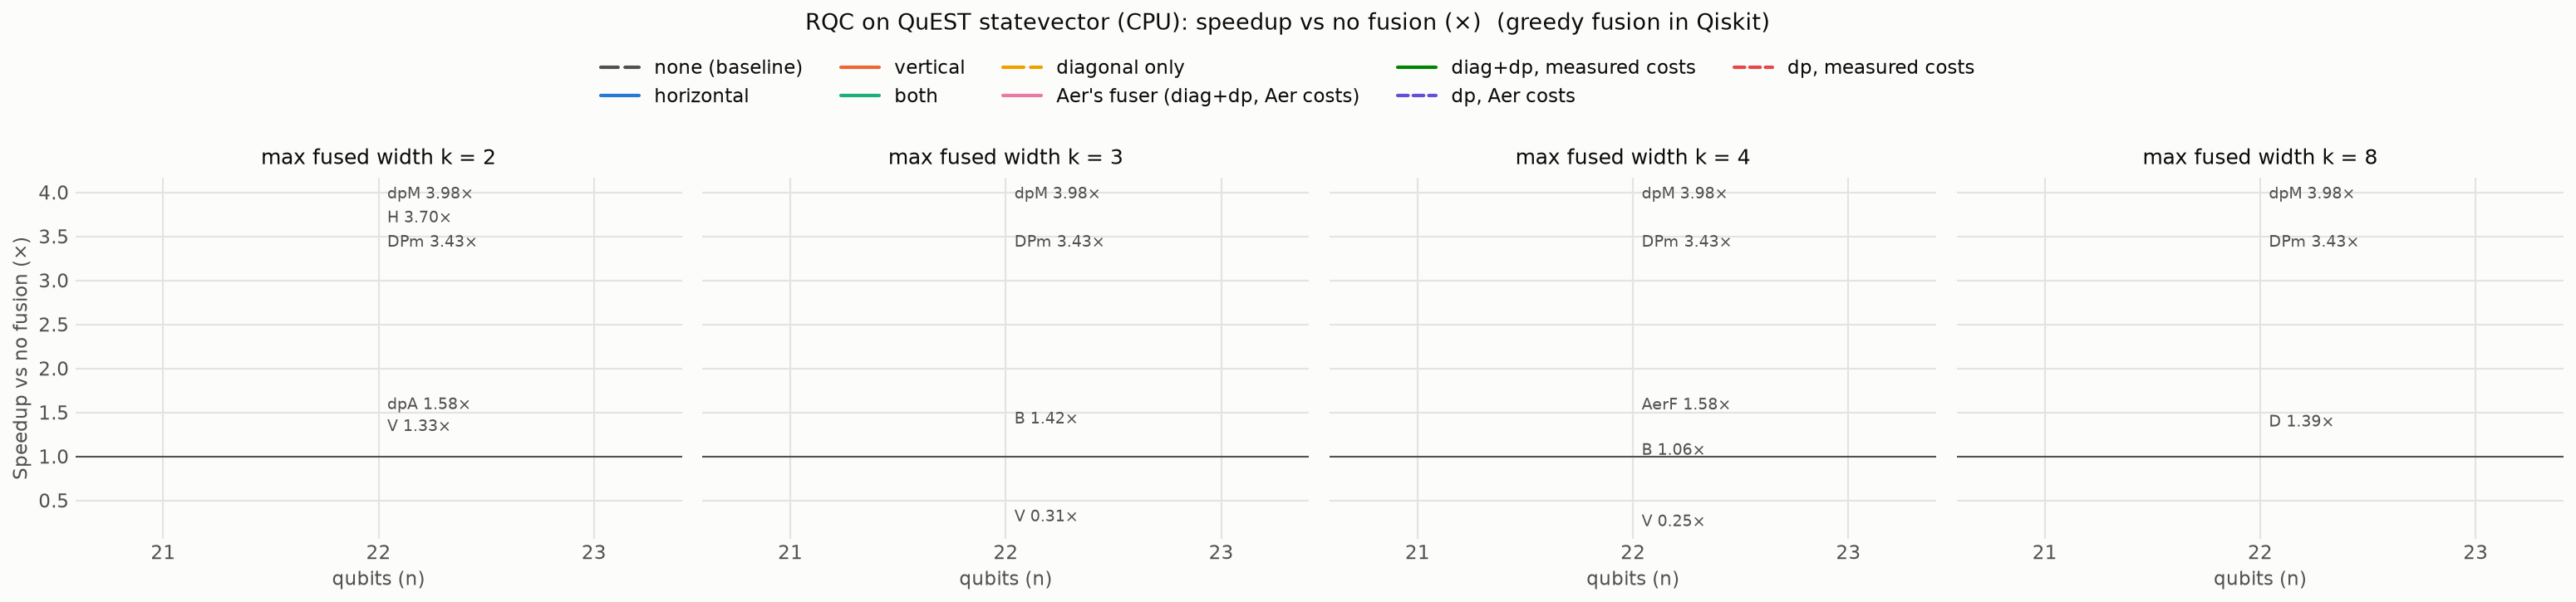 RQC on QuEST statevector (CPU): speedup vs no fusion (×)  (greedy fusion in Qiskit)
none (baseline)
horizontal
vertical
both
diagonal only
Aer's fuser (diag+dp, Aer costs)
diag+dp, measured costs
dp, Aer costs
dp, measured costs
Speedup vs no fusion (×)
4.0
3.5
3.0
2.5
2.0
1.5
1.0
0.5
max fused width k = 2
dpM 3.98×
H 3.70×
DPm 3.43×
dpA 1.58×
V 1.33×
21 22 23
qubits (n)
max fused width k = 3
dpM 3.98×
DPm 3.43×
B 1.42×
V 0.31×
21 22 23
qubits (n)
max fused width k = 4
dpM 3.98×
DPm 3.43×
AerF 1.58×
B 1.06×
V 0.25×
21 22 23
qubits (n)
max fused width k = 8
dpM 3.98×
DPm 3.43×
D 1.39×
21 22 23
qubits (n)